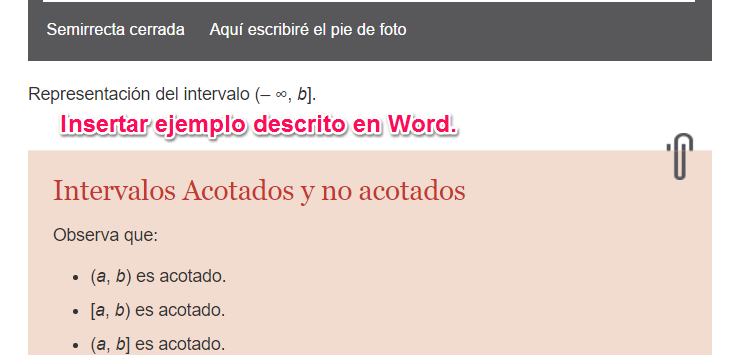 Semirrecta cerrada Aquí escribiré el pie de foto
Representación del intervalo (– ∞, b].
Insertar ejemplo descrito en Word.
Intervalos Acotados y no acotados
Observa que:
• (a, b) es acotado.
• [a, b) es acotado.
• (a, b] es acotado.